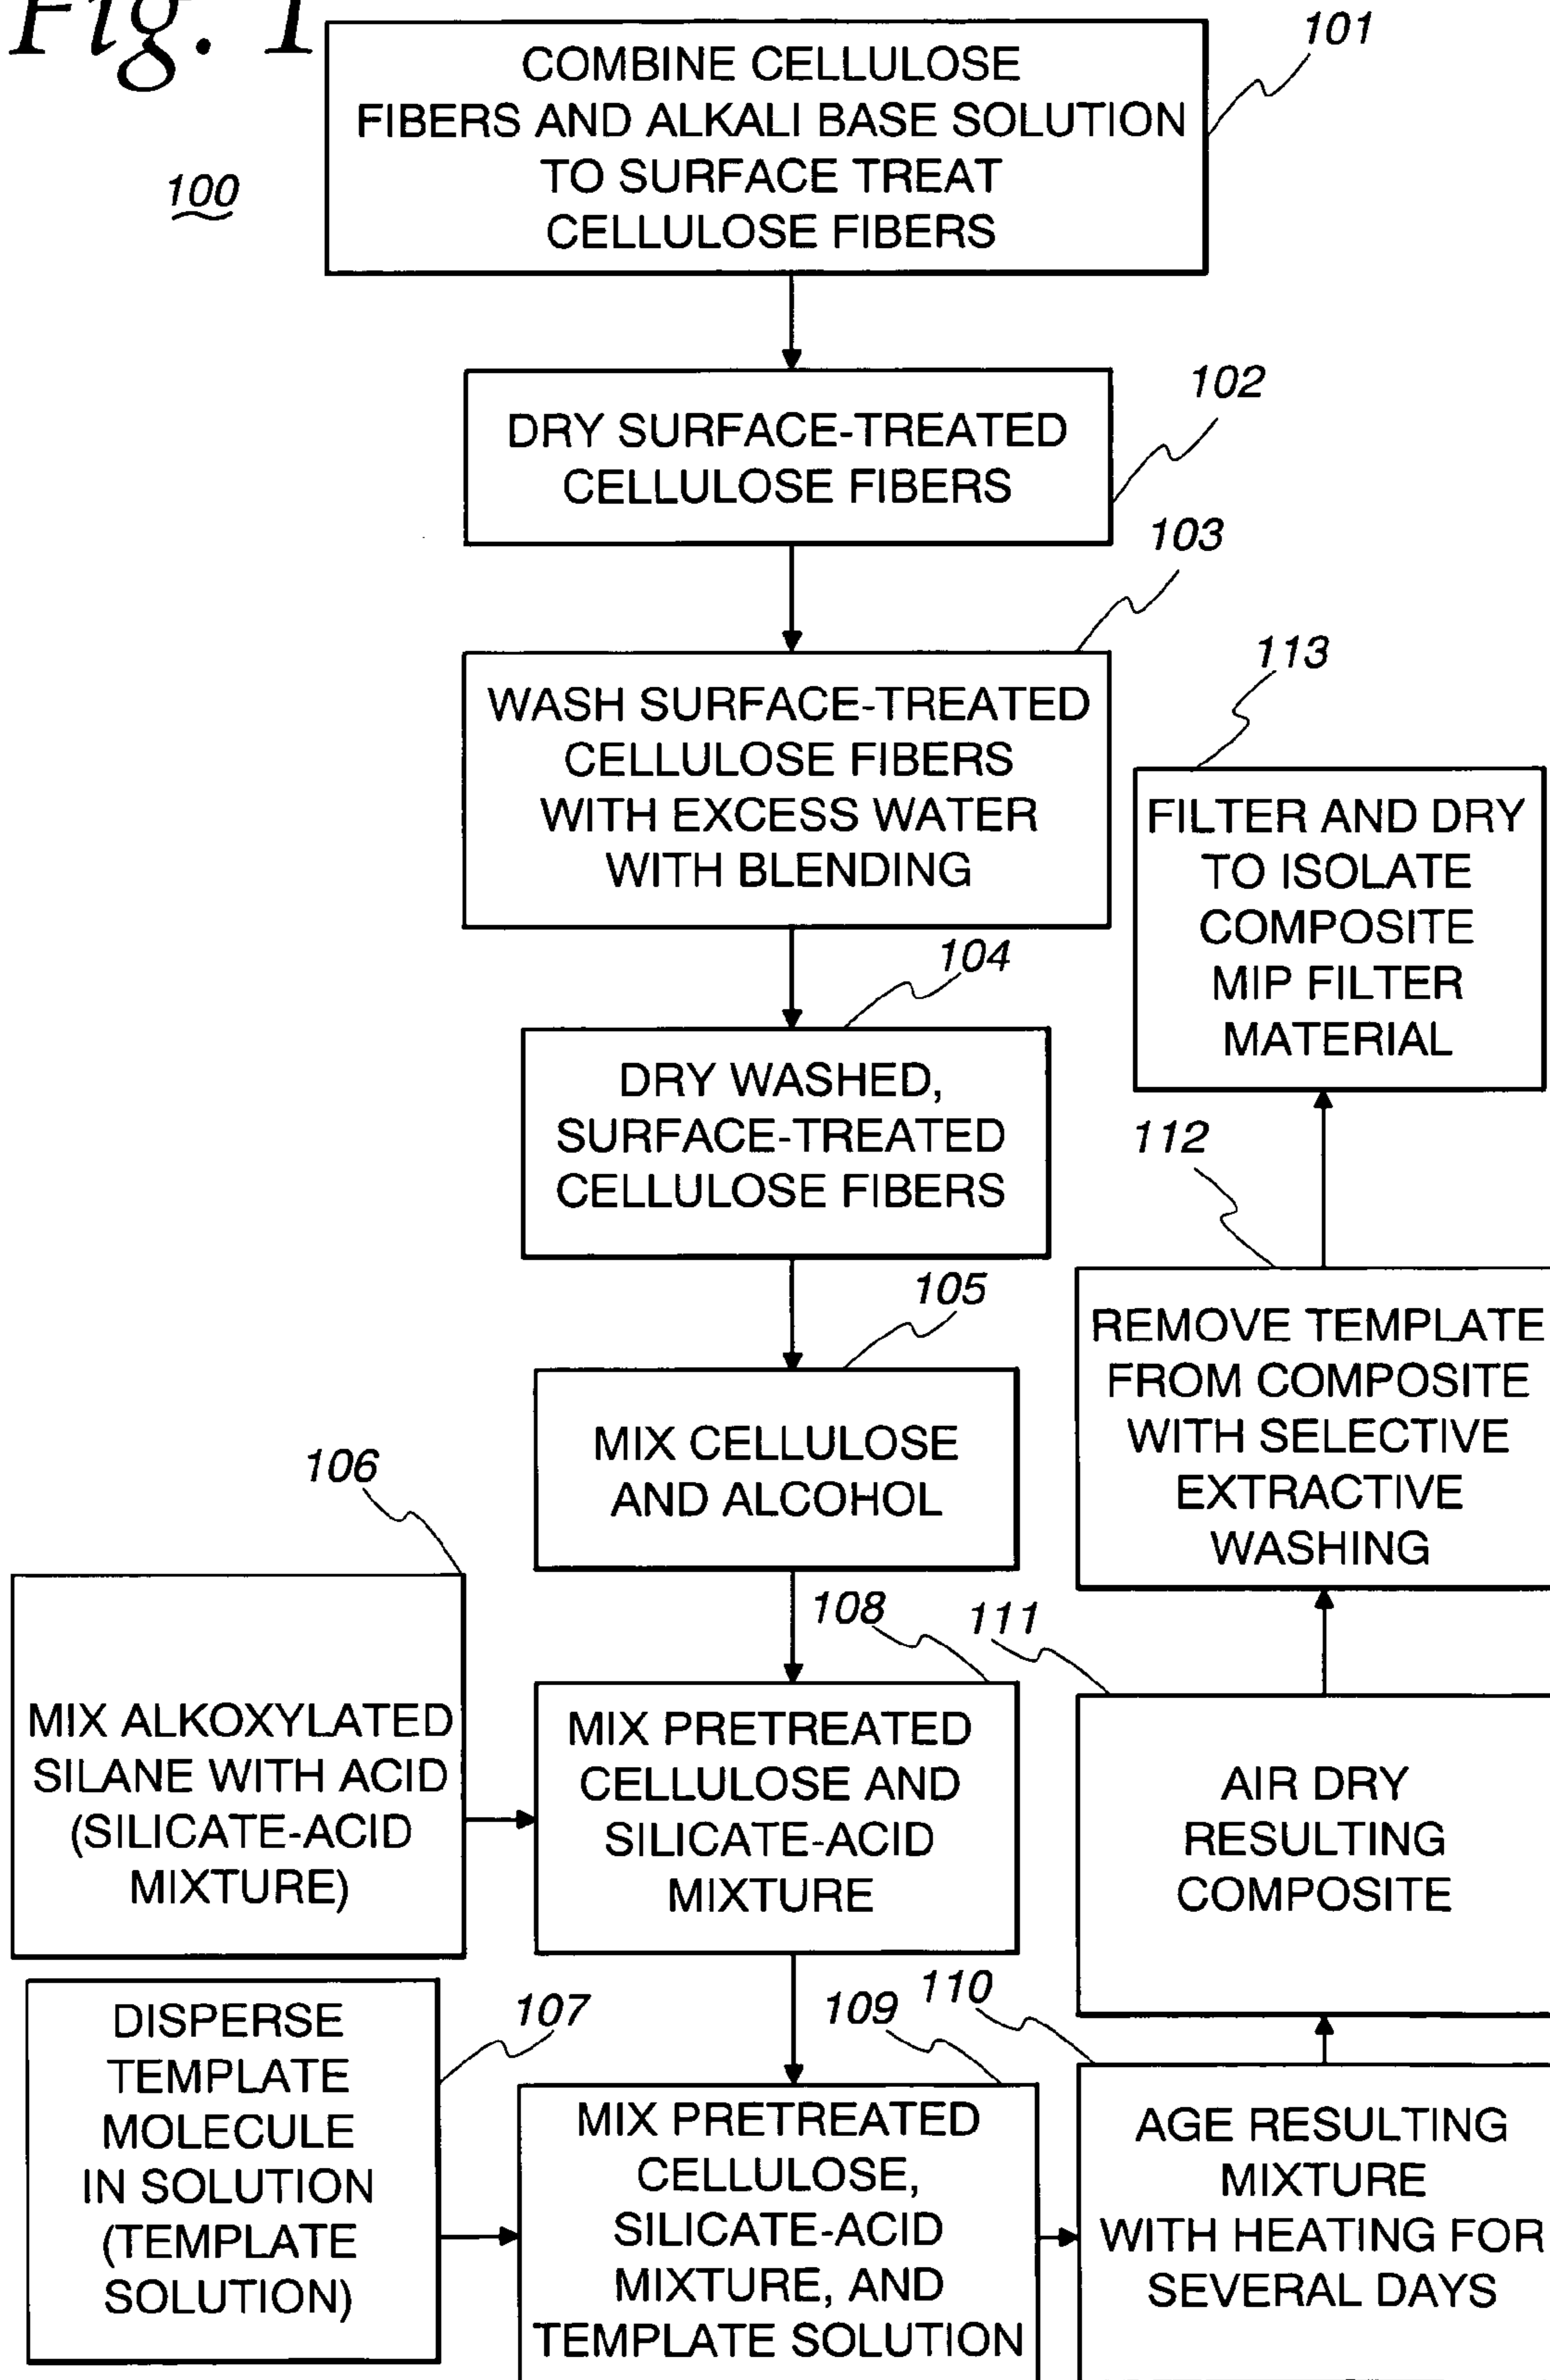 Fig. 1
100
101
COMBINE CELLULOSE
FIBERS AND ALKALI BASE SOLUTION
TO SURFACE TREAT
CELLULOSE FIBERS
102
DRY SURFACE-TREATED
CELLULOSE FIBERS
103
WASH SURFACE-TREATED
CELLULOSE FIBERS
WITH EXCESS WATER
WITH BLENDING
104
DRY WASHED,
SURFACE-TREATED
CELLULOSE FIBERS
105
MIX CELLULOSE
AND ALCOHOL
106
MIX ALKOXYLATED
SILANE WITH ACID
(SILICATE-ACID
MIXTURE)
108
MIX PRETREATED
CELLULOSE AND
SILICATE-ACID
MIXTURE
107
DISPERSE
TEMPLATE
MOLECULE
IN SOLUTION
(TEMPLATE
SOLUTION)
109
MIX PRETREATED
CELLULOSE,
SILICATE-ACID
MIXTURE, AND
TEMPLATE SOLUTION
110
AGE RESULTING
MIXTURE
WITH HEATING FOR
SEVERAL DAYS
111
AIR DRY
RESULTING
COMPOSITE
112
REMOVE TEMPLATE
FROM COMPOSITE
WITH SELECTIVE
EXTRACTIVE
WASHING
113
FILTER AND DRY
TO ISOLATE
COMPOSITE
MIP FILTER
MATERIAL